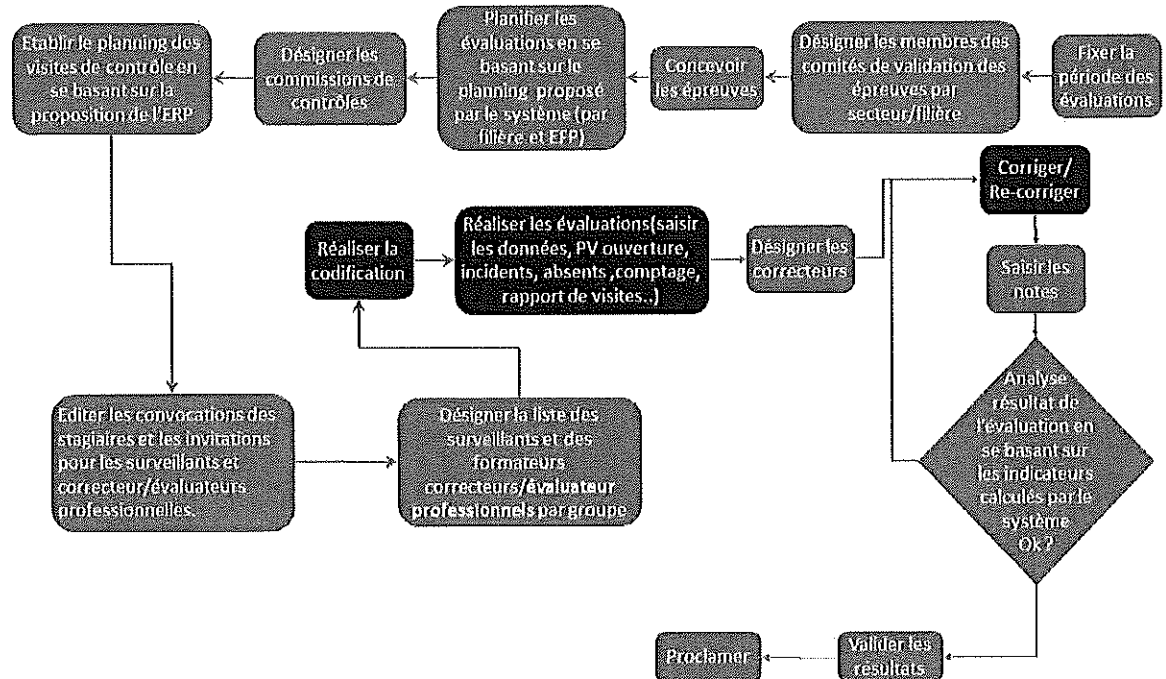 Fixer la
période des
évaluations
Désigner les membres des
comités de validation des
épreuves par
secteur/filière
Concevoir
les épreuves
Planifier les
évaluations en se
basant sur le
planning proposé
par le système (par
filière et EFP)
Désigner les
commissions de
contrôles
Etablir le planning des
visites de contrôle en
se basant sur la
proposition de l'ERP
Editer les convocations des
stagiaires et les invitations
pour les surveillants et
correcteur/évaluateurs
professionnelles.
Désigner la liste des
surveillants et des
formateurs
correcteurs/évaluateur
professionnels par groupe
Réaliser la
codification
Réaliser les évaluations(saisir
les données, PV ouverture,
incidents, absents ,comptage,
rapport de visites..)
Désigner les
correcteurs
Corriger/
Re-corriger
Saisir les
notes
Analyse
résultat de
l'évaluation en
se basant sur
les indicateurs
calculés par le
système
Ok ?
Valider les
résultats
Proclamer